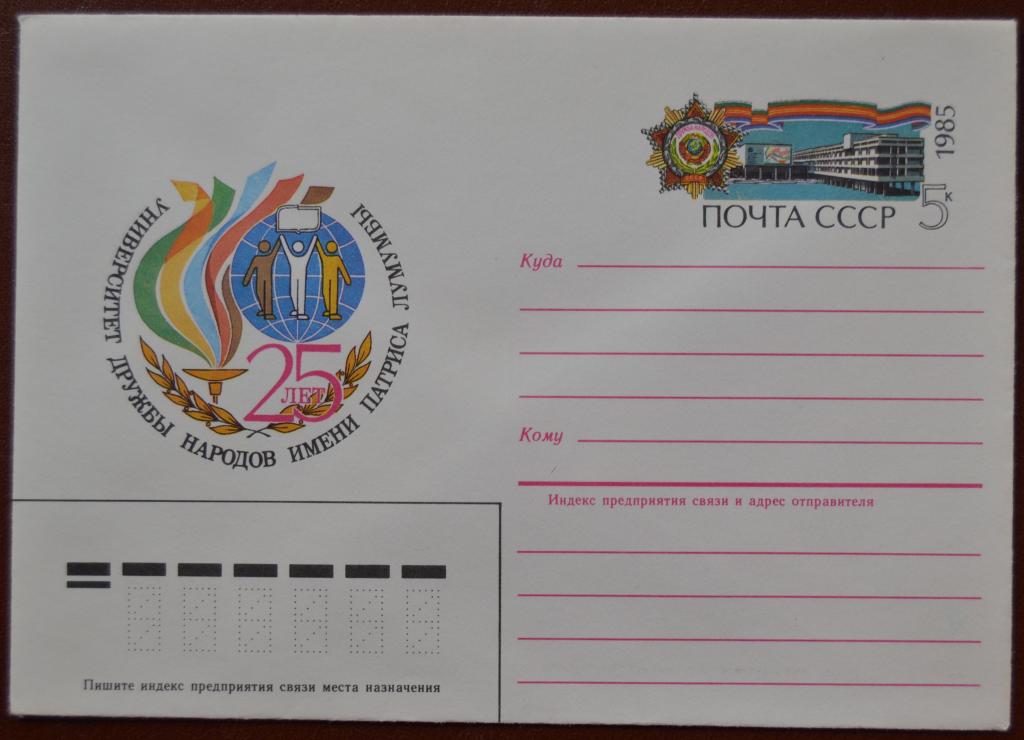 УНИВЕРСИТЕТ ДРУЖБЫ НАРОДОВ ИМЕНИ ПАТРИСА ЛУМУМБЫ
25
ЛЕТ
1985
ПОЧТА СССР
5к
Куда
Кому
Индекс предприятия связи и адрес отправителя
Пишите индекс предприятия связи места назначения